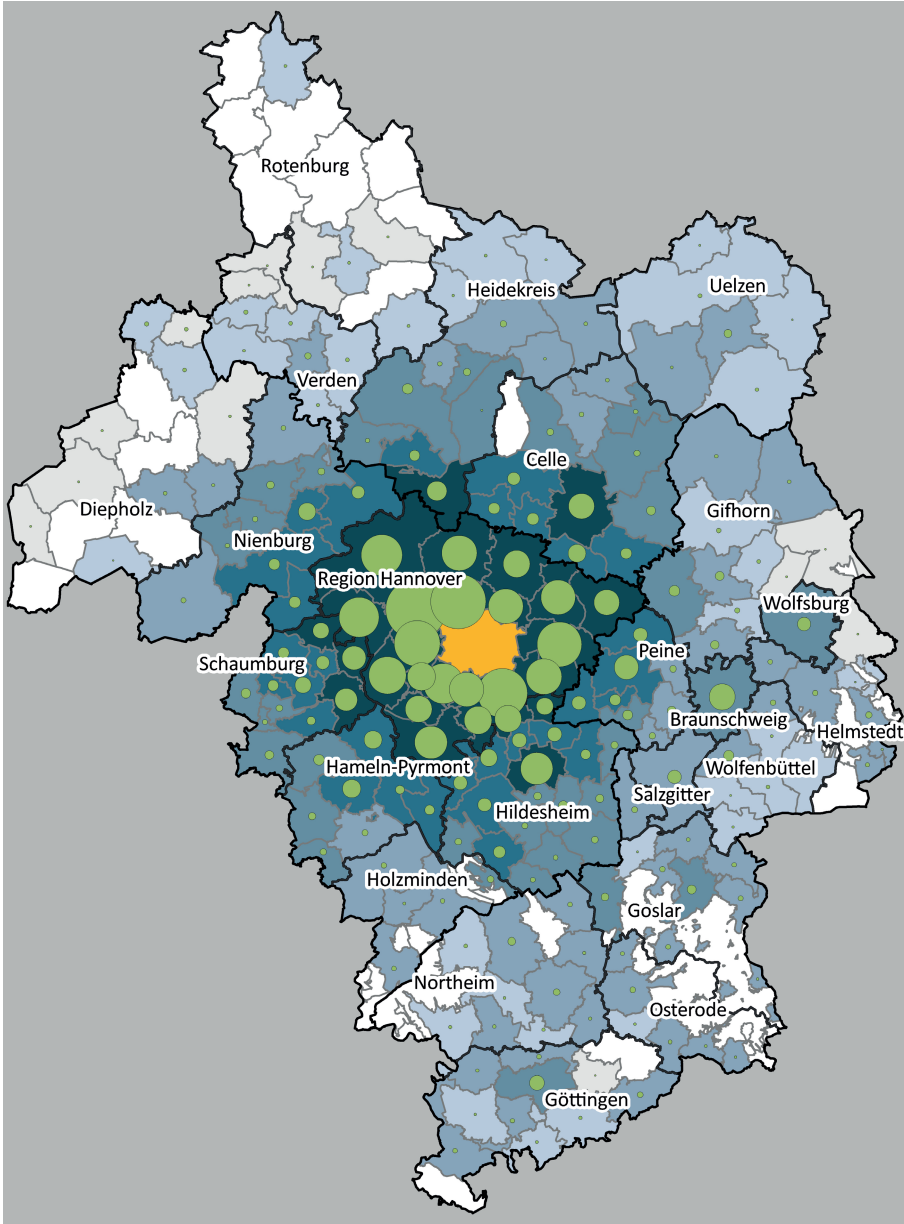 Rotenburg
Heidekreis
Uelzen
Verden
Celle
Diepholz
Gifhorn
Nienburg
Region Hannover
Wolfsburg
Schaumburg
Peine
Braunschweig
Helmstedt
Hameln-Pyrmont
Wolfenbüttel
Salzgitter
Hildesheim
Holzminden
Goslar
Northeim
Osterode
Göttingen